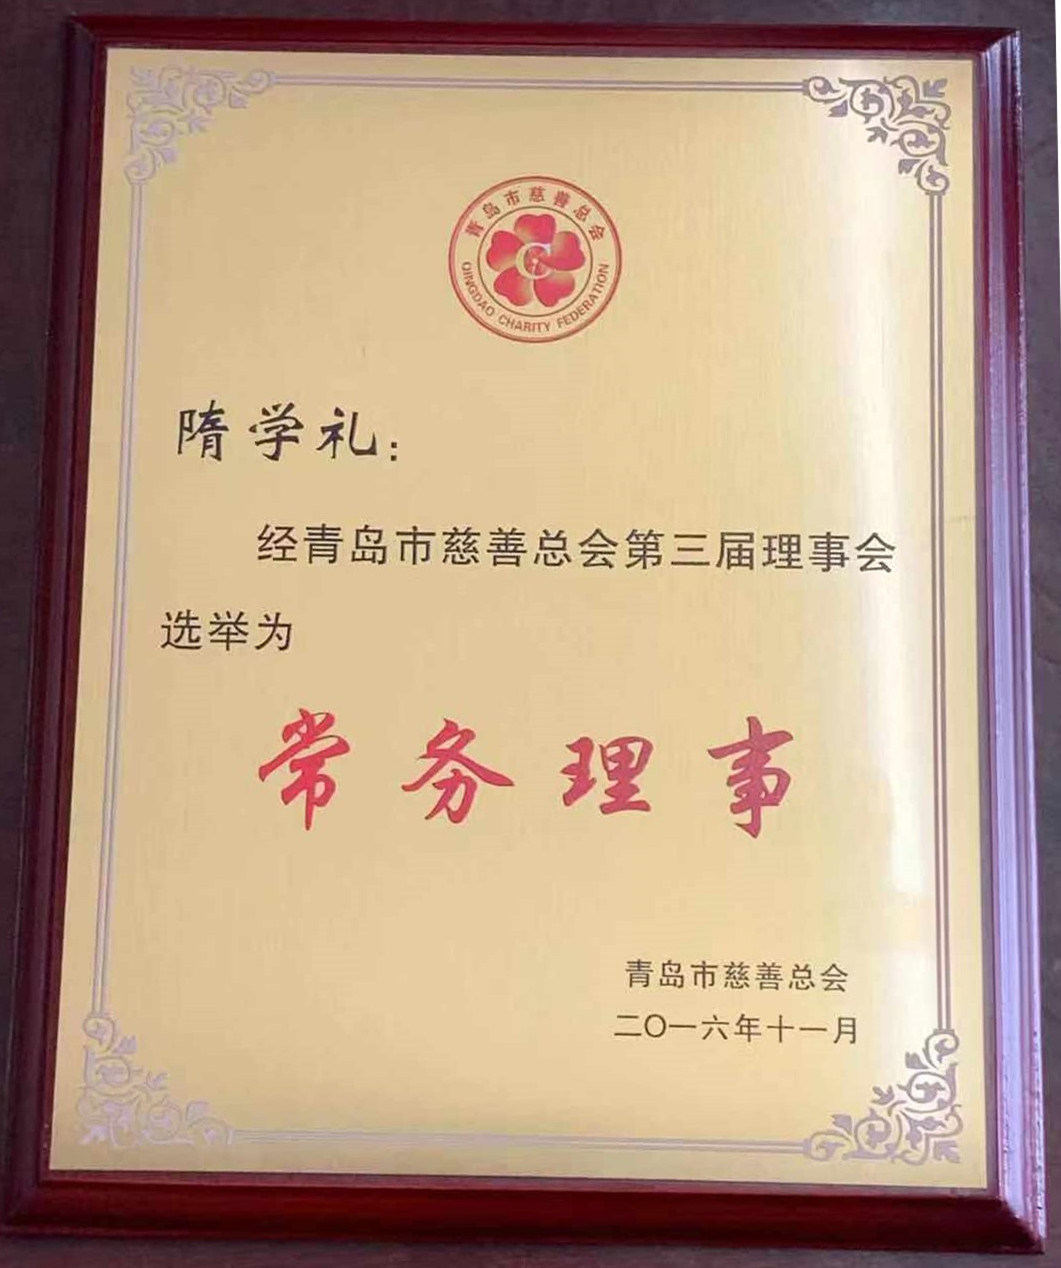 青岛市慈善总会
QINGDAO CHARITY FEDERATION
隋学礼：
经青岛市慈善总会第三届理事会
选举为
常务理事
青岛市慈善总会
二〇一六年十一月